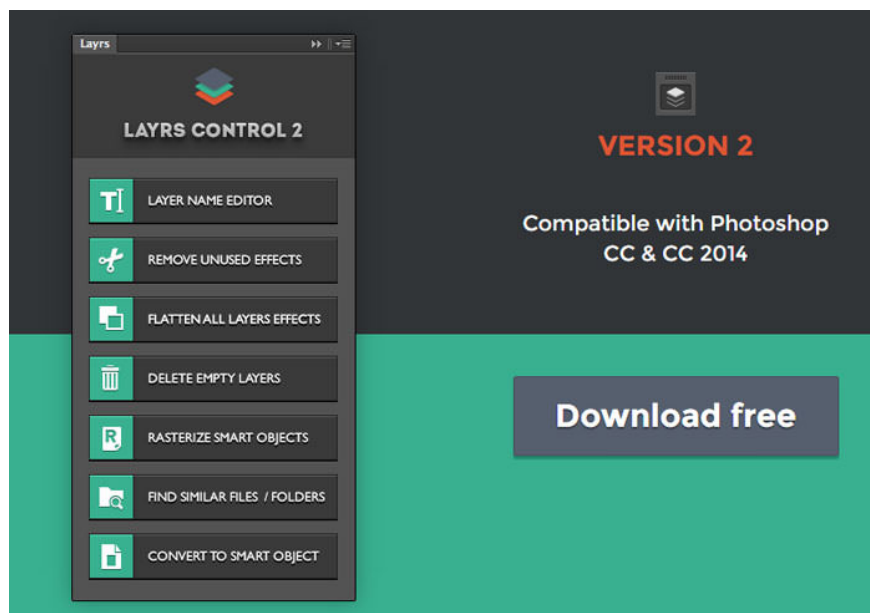 Layrs
LAYRS CONTROL 2
LAYER NAME EDITOR
REMOVE UNUSED EFFECTS
FLATTEN ALL LAYERS EFFECTS
DELETE EMPTY LAYERS
RASTERIZE SMART OBJECTS
FIND SIMILAR FILES / FOLDERS
CONVERT TO SMART OBJECT
VERSION 2
Compatible with Photoshop
CC & CC 2014
Download free